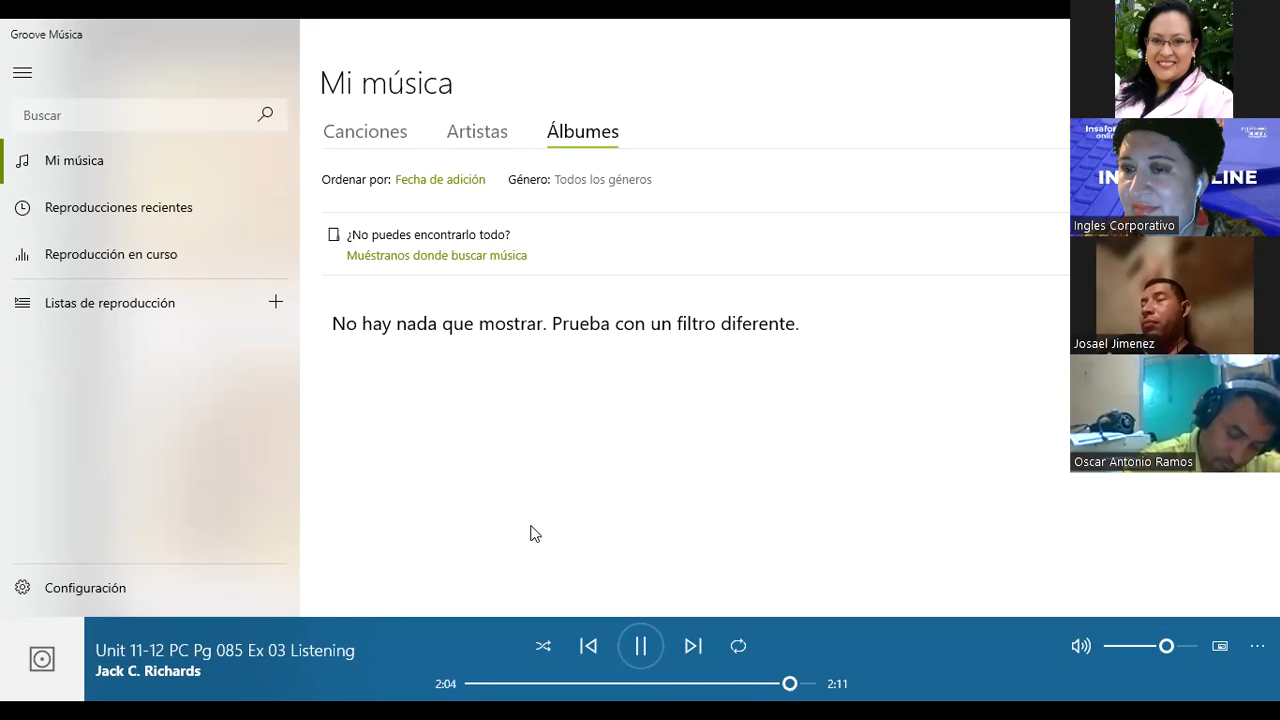 Groove Música
Buscar
Mi música
Reproducciones recientes
Reproducción en curso
Listas de reproducción
Configuración
Mi música
Canciones Artistas Álbumes
Ordenar por: Fecha de adición Género: Todos los géneros
¿No puedes encontrarlo todo?
Muéstranos donde buscar música
No hay nada que mostrar. Prueba con un filtro diferente.
Unit 11-12 PC Pg 085 Ex 03 Listening
Jack C. Richards
2:04
2:11
Ingles Corporativo
Josael Jimenez
Oscar Antonio Ramos